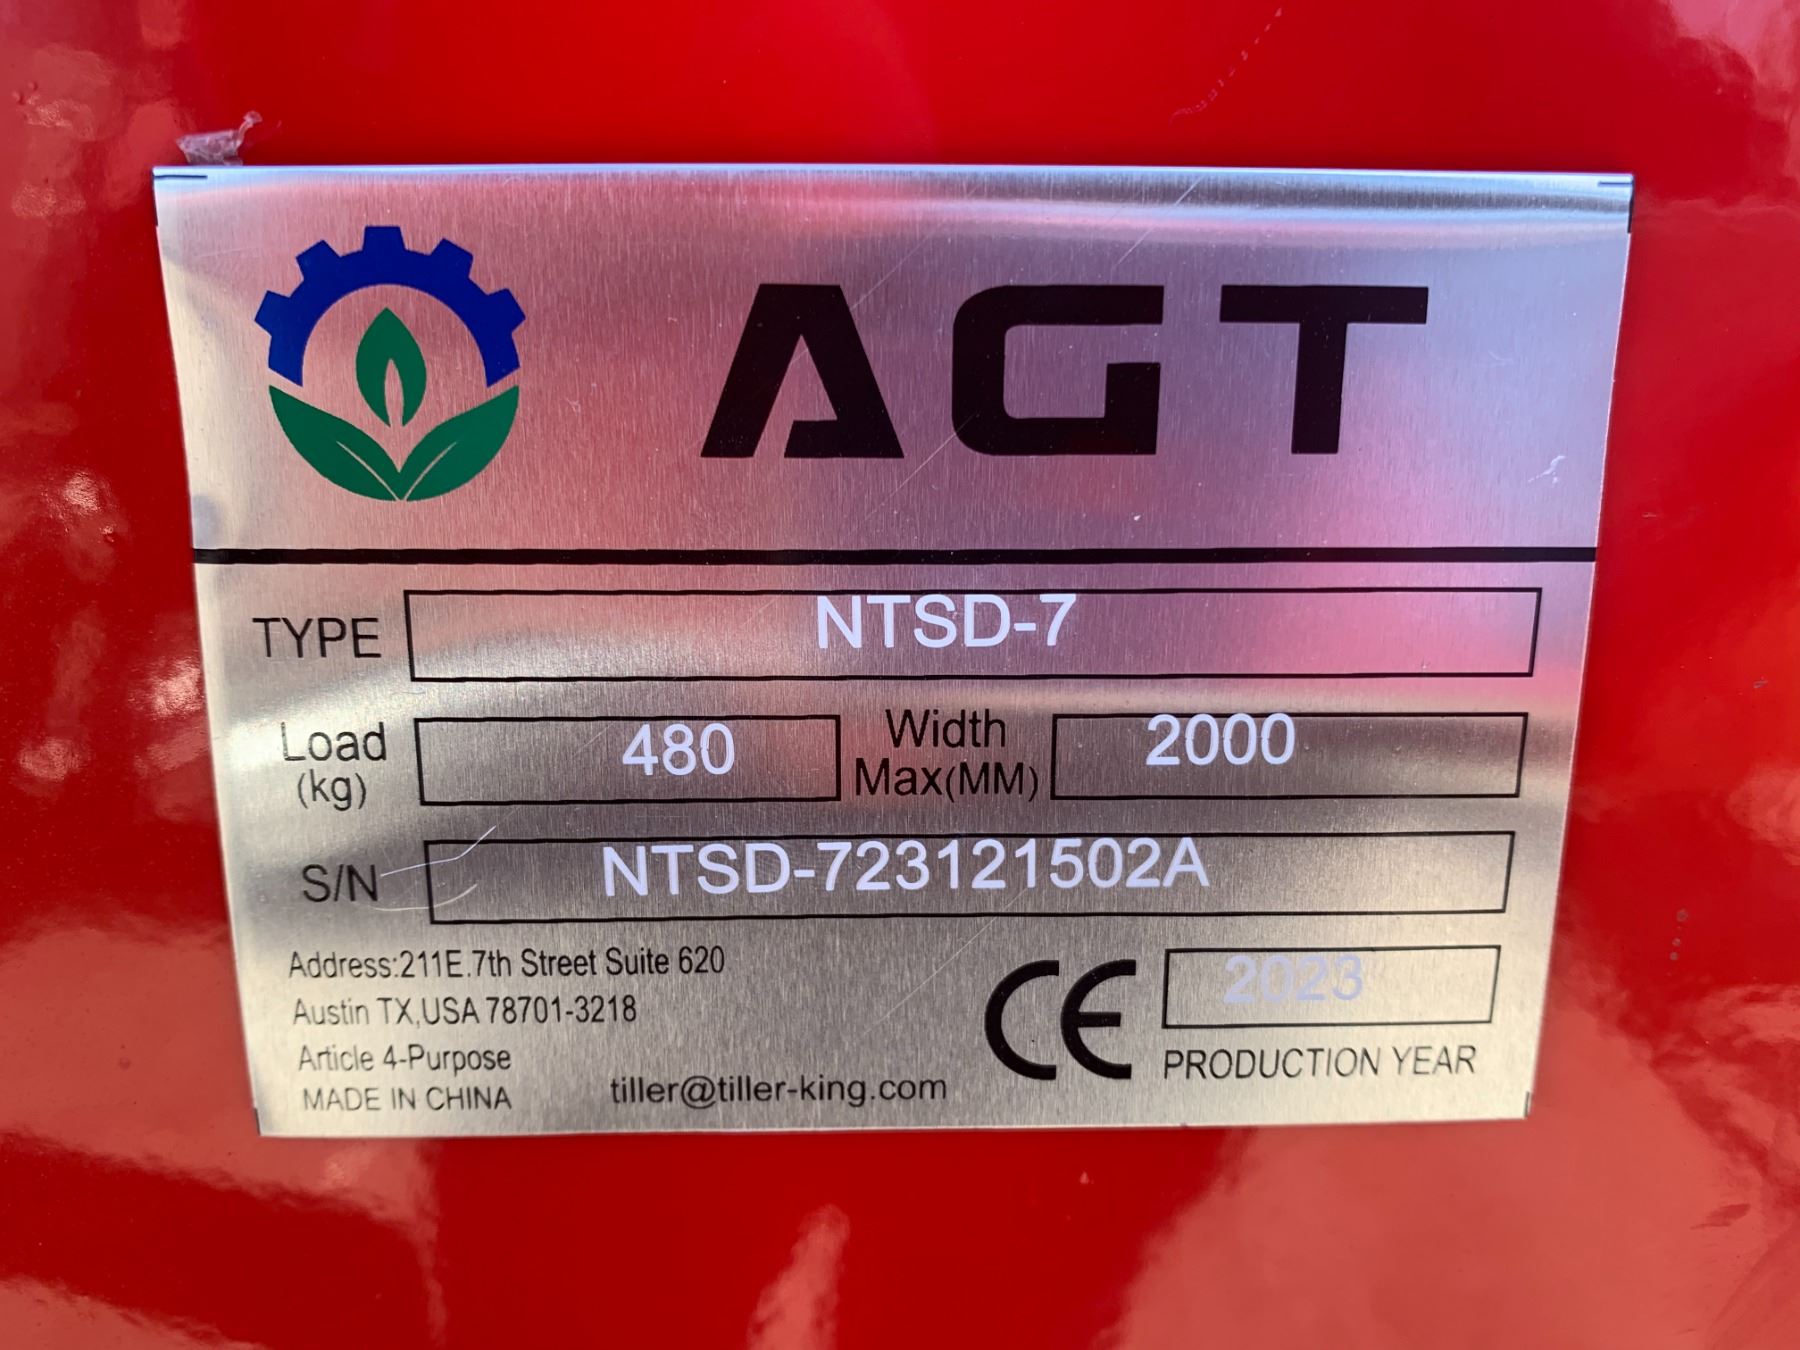 AGT
TYPE NTSD-7
Load (kg) 480 Width Max(MM) 2000
S/N NTSD-723121502A
Address:211E.7th Street Suite 620
Austin TX,USA 78701-3218
Article 4-Purpose
MADE IN CHINA
tiller@tiller-king.com
CE
2023
PRODUCTION YEAR